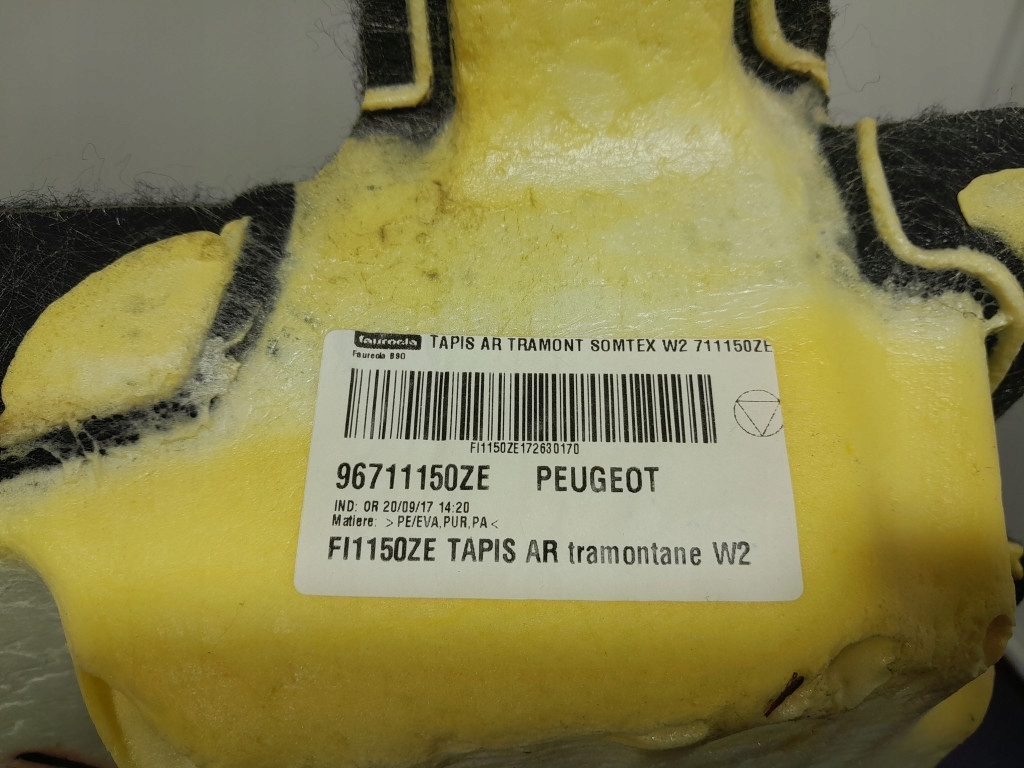 faurecia TAPIS AR TRAMONT SOMTEX W2 711150ZE
Faurecia B90
FI1150ZE172630170
96711150ZE PEUGEOT
IND: OR 20/09/17 14:20
Matiere: >PE/EVA,PUR,PA<
FI1150ZE TAPIS AR tramontane W2